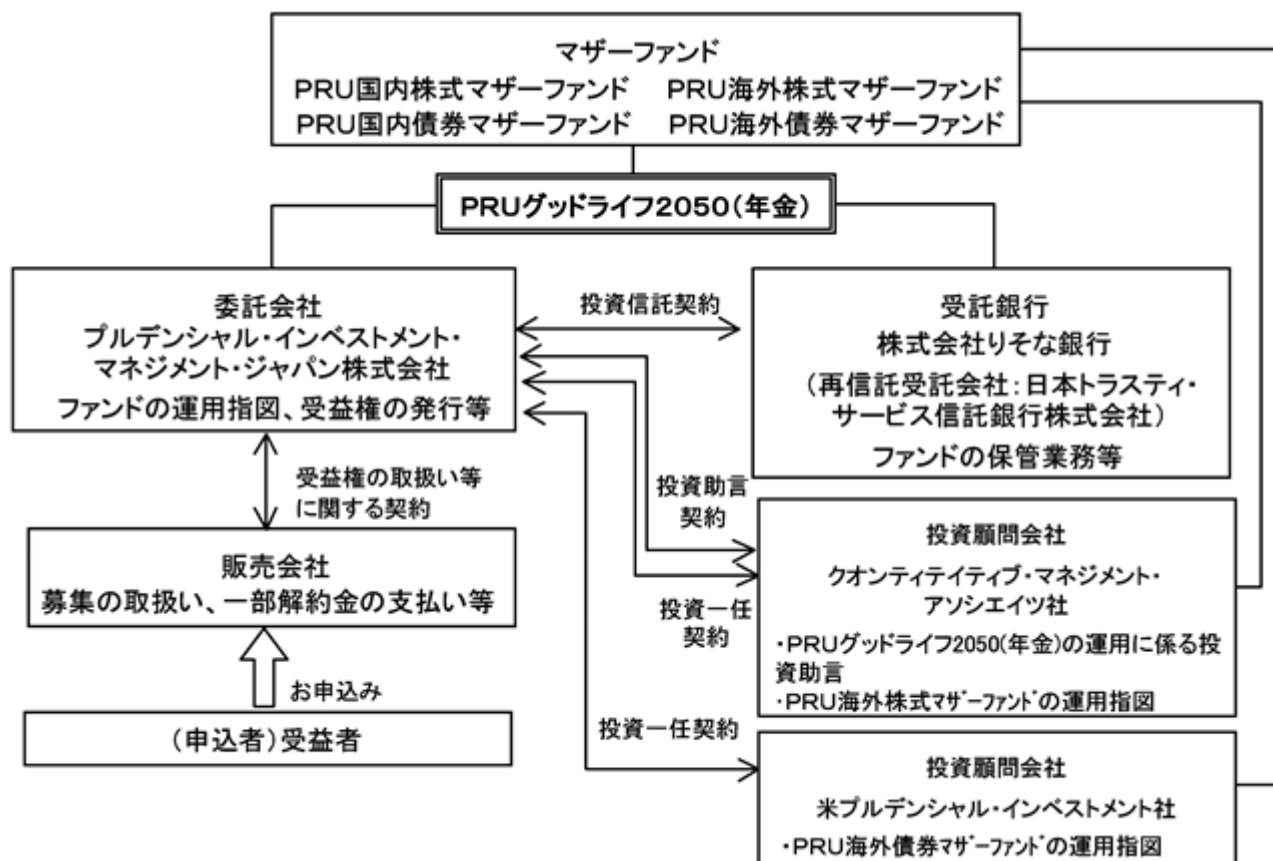 マザーファンド
PRU国内株式マザーファンド　PRU海外株式マザーファンド
PRU国内債券マザーファンド　PRU海外債券マザーファンド
PRUグッドライフ2050(年金)
委託会社
プルデンシャル・インベストメント・
マネジメント・ジャパン株式会社
ファンドの運用指図、受益権の発行等
投資信託契約
受託銀行
株式会社りそな銀行
(再信託受託会社:日本トラスティ・
サービス信託銀行株式会社)
ファンドの保管業務等
受益権の取扱い等
に関する契約
投資助言
契約
販売会社
募集の取扱い、一部解約金の支払い等
投資顧問会社
クオンティテイティブ・マネジメント・
アソシエイツ社
・PRUグッドライフ2050(年金)の運用に係る投
資助言
・PRU海外株式ﾏｻﾞｰﾌｧﾝﾄﾞの運用指図
投資一任
契約
お申込み
(申込者)受益者
投資一任契約
投資顧問会社
米プルデンシャル・インベストメント社
・PRU海外債券ﾏｻﾞｰﾌｧﾝﾄﾞの運用指図